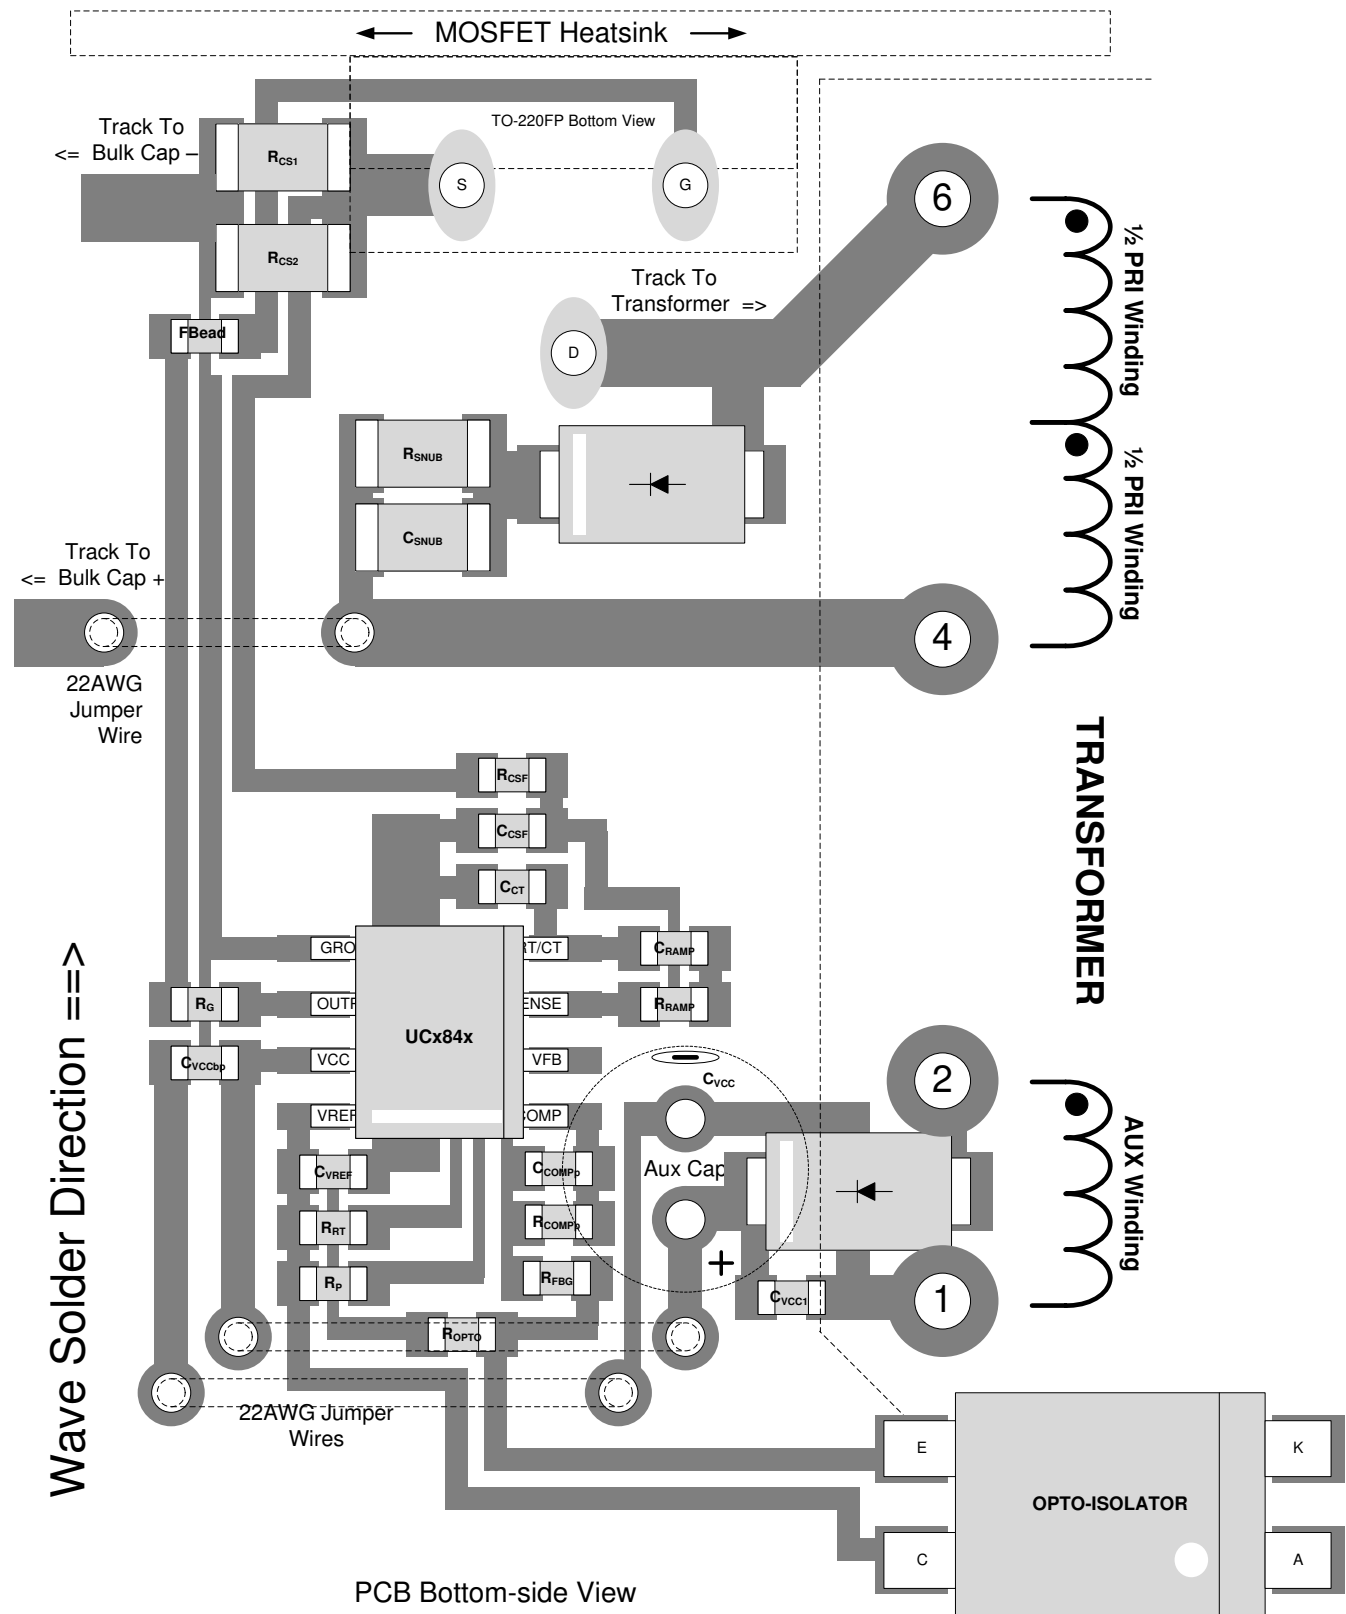 MOSFET Heatsink
TO-220FP Bottom View
Track To
<= Bulk Cap –
RCS1
S
G
6
RCS2
½ PRI Winding
Track To
Transformer =>
FBead
D
RSNUB
½ PRI Winding
CSNUB
Track To
<= Bulk Cap +
4
22AWG
Jumper
Wire
TRANSFORMER
RCSF
CCSF
CCT
GRO
RT/CT
CRAMP
RG
OUTP
ENSE
RRAMP
UCx84x
CVCCbp
VCC
VFB
CVCC
2
VREF
COMP
AUX Winding
CVREF
CCOMPp
Aux Cap
RRT
RCOMPp
+
RP
RFBG
CVCC1
1
ROPTO
22AWG Jumper
Wires
Wave Solder Direction ==>
E
K
OPTO-ISOLATOR
C
A
PCB Bottom-side View